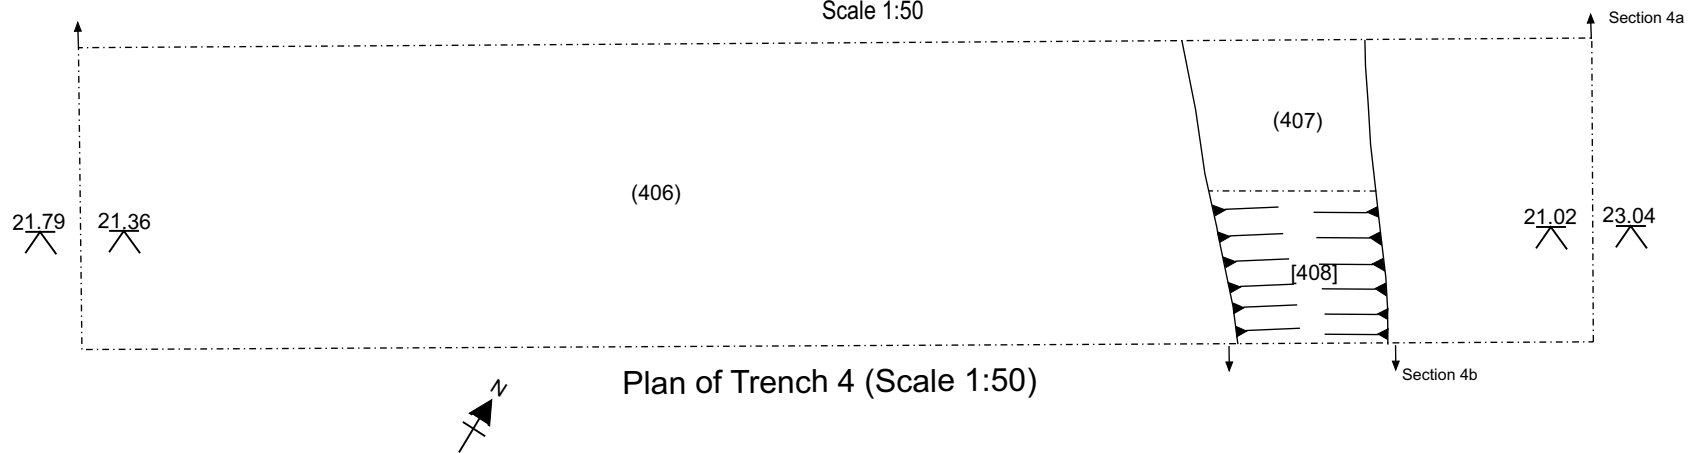 Scale 1:50
Section 4a
(407)
(406)
21.79 21.36 21.02 23.04
[408]
Plan of Trench 4 (Scale 1:50)
Section 4b
N